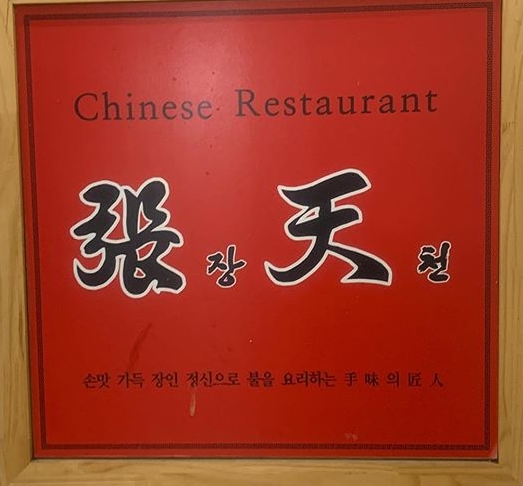 Chinese Restaurant
張 장 天 천
손맛 가득 장인 정신으로 불을 요리하는 手味의 匠人